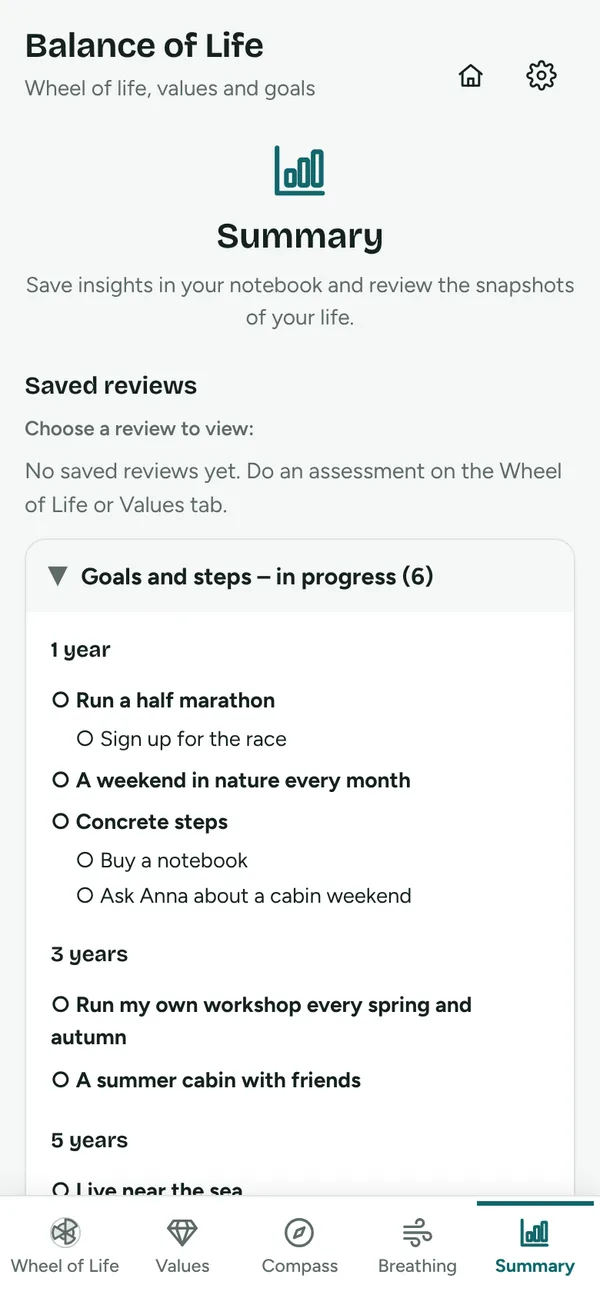 Balance of Life
Wheel of life, values and goals
Summary
Save insights in your notebook and review the snapshots
of your life.
Saved reviews
Choose a review to view:
No saved reviews yet. Do an assessment on the Wheel
of Life or Values tab.
Goals and steps – in progress (6)
1 year
Run a half marathon
Sign up for the race
A weekend in nature every month
Concrete steps
Buy a notebook
Ask Anna about a cabin weekend
3 years
Run my own workshop every spring and
autumn
A summer cabin with friends
5 years
Live near the sea
Wheel of Life
Values
Compass
Breathing
Summary